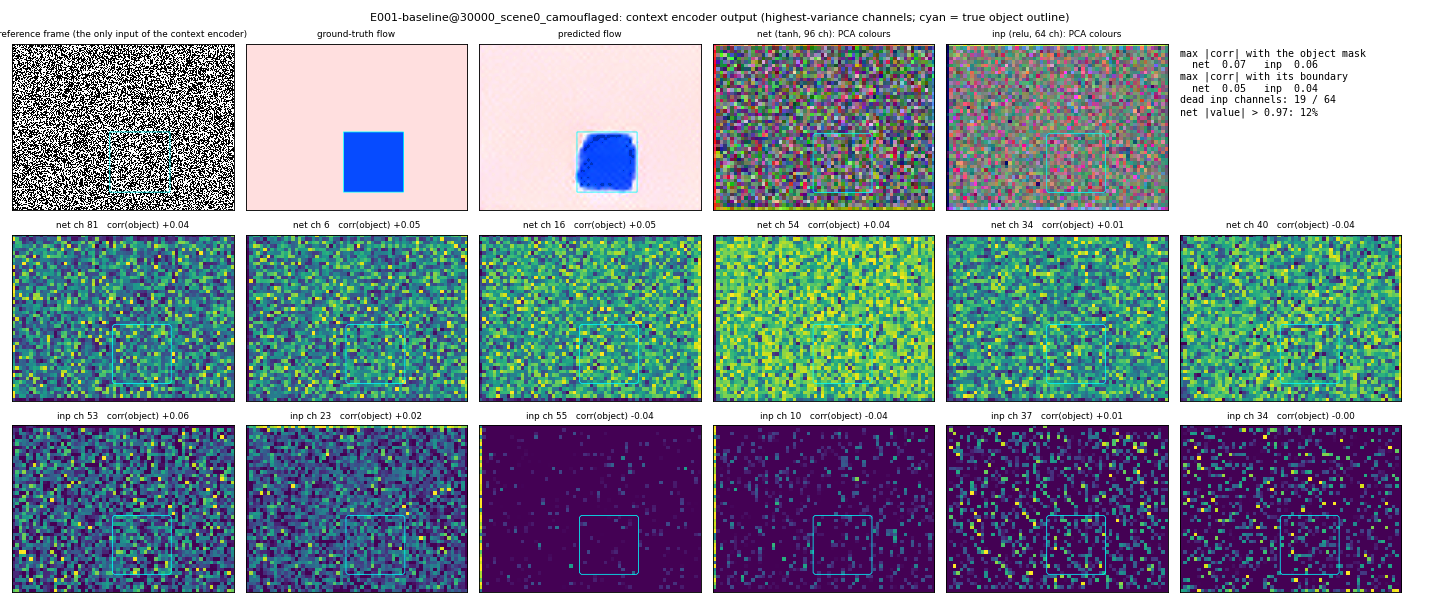 E001-baseline@30000_scene0_camouflaged: context encoder output (highest-variance channels; cyan = true object outline)
reference frame (the only input of the context encoder)
ground-truth flow
predicted flow
net (tanh, 96 ch): PCA colours
inp (relu, 64 ch): PCA colours
max |corr| with the object mask
net 0.07 inp 0.06
max |corr| with its boundary
net 0.05 inp 0.04
dead inp channels: 19 / 64
net |value| > 0.97: 12%
net ch 81 corr(object) +0.04
net ch 6 corr(object) +0.05
net ch 16 corr(object) +0.05
net ch 54 corr(object) +0.04
net ch 34 corr(object) +0.01
net ch 40 corr(object) -0.04
inp ch 53 corr(object) +0.06
inp ch 23 corr(object) +0.02
inp ch 55 corr(object) -0.04
inp ch 10 corr(object) -0.04
inp ch 37 corr(object) +0.01
inp ch 34 corr(object) -0.00